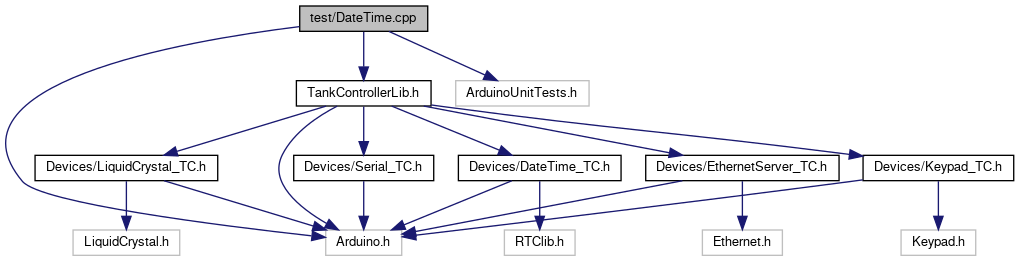 test/DateTime.cpp
TankControllerLib.h
ArduinoUnitTests.h
Devices/LiquidCrystal_TC.h
Devices/Serial_TC.h
Devices/DateTime_TC.h
Devices/EthernetServer_TC.h
Devices/Keypad_TC.h
LiquidCrystal.h
Arduino.h
RTClib.h
Ethernet.h
Keypad.h